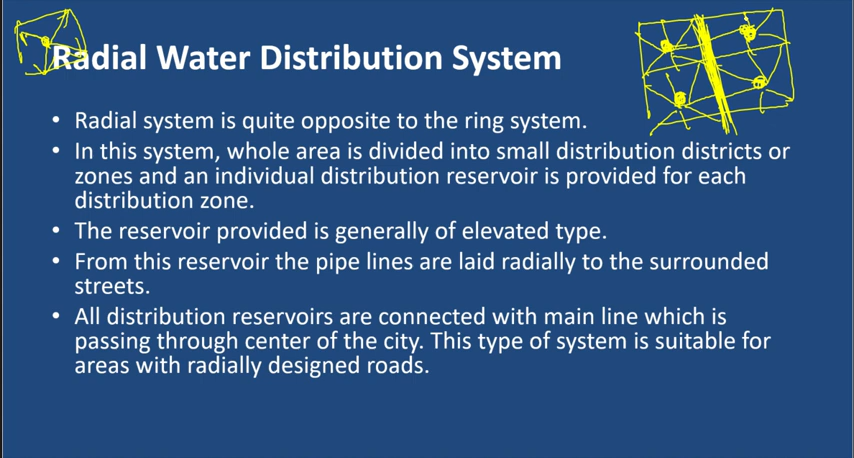 Radial Water Distribution System
• Radial system is quite opposite to the ring system.
• In this system, whole area is divided into small distribution districts or
zones and an individual distribution reservoir is provided for each
distribution zone.
• The reservoir provided is generally of elevated type.
• From this reservoir the pipe lines are laid radially to the surrounded
streets.
• All distribution reservoirs are connected with main line which is
passing through center of the city. This type of system is suitable for
areas with radially designed roads.